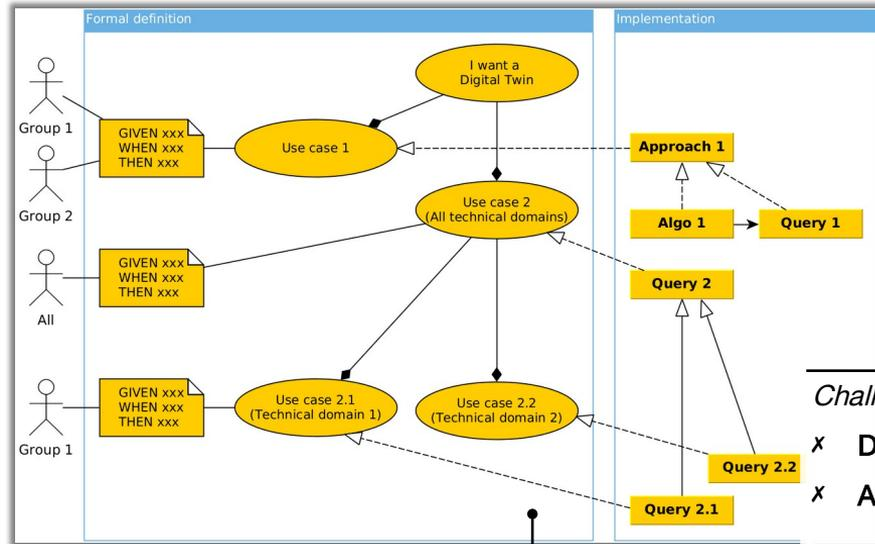 Formal definition
Implementation
I want a
Digital Twin
Group 1
GIVEN xxx
WHEN xxx
THEN xxx
Use case 1
Approach 1
Group 2
Use case 2
(All technical domains)
Algo 1
Query 1
GIVEN xxx
WHEN xxx
THEN xxx
All
Query 2
GIVEN xxx
WHEN xxx
THEN xxx
Group 1
Use case 2.1
(Technical domain 1)
Use case 2.2
(Technical domain 2)
Query 2.2
Query 2.1
Chall
✗ D
✗ A